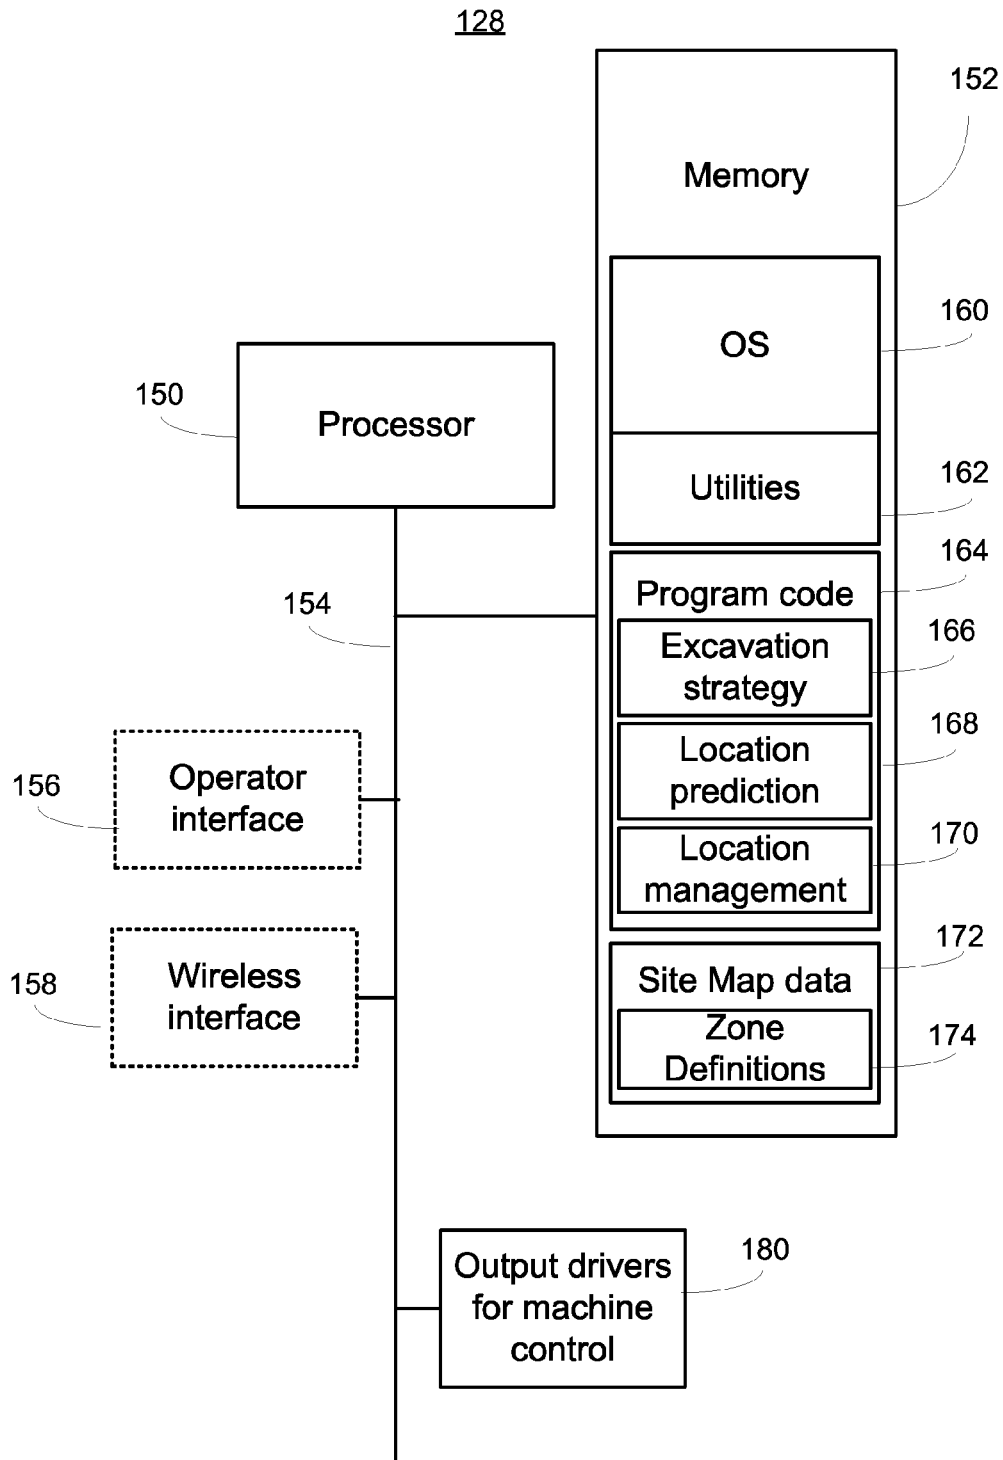 128
152
Memory
160
OS
150
Processor
162
Utilities
164
Program code
154
166
Excavation
strategy
168
Location
prediction
156
Operator
interface
170
Location
management
172
Site Map data
158
Wireless
interface
174
Zone
Definitions
180
Output drivers
for machine
control